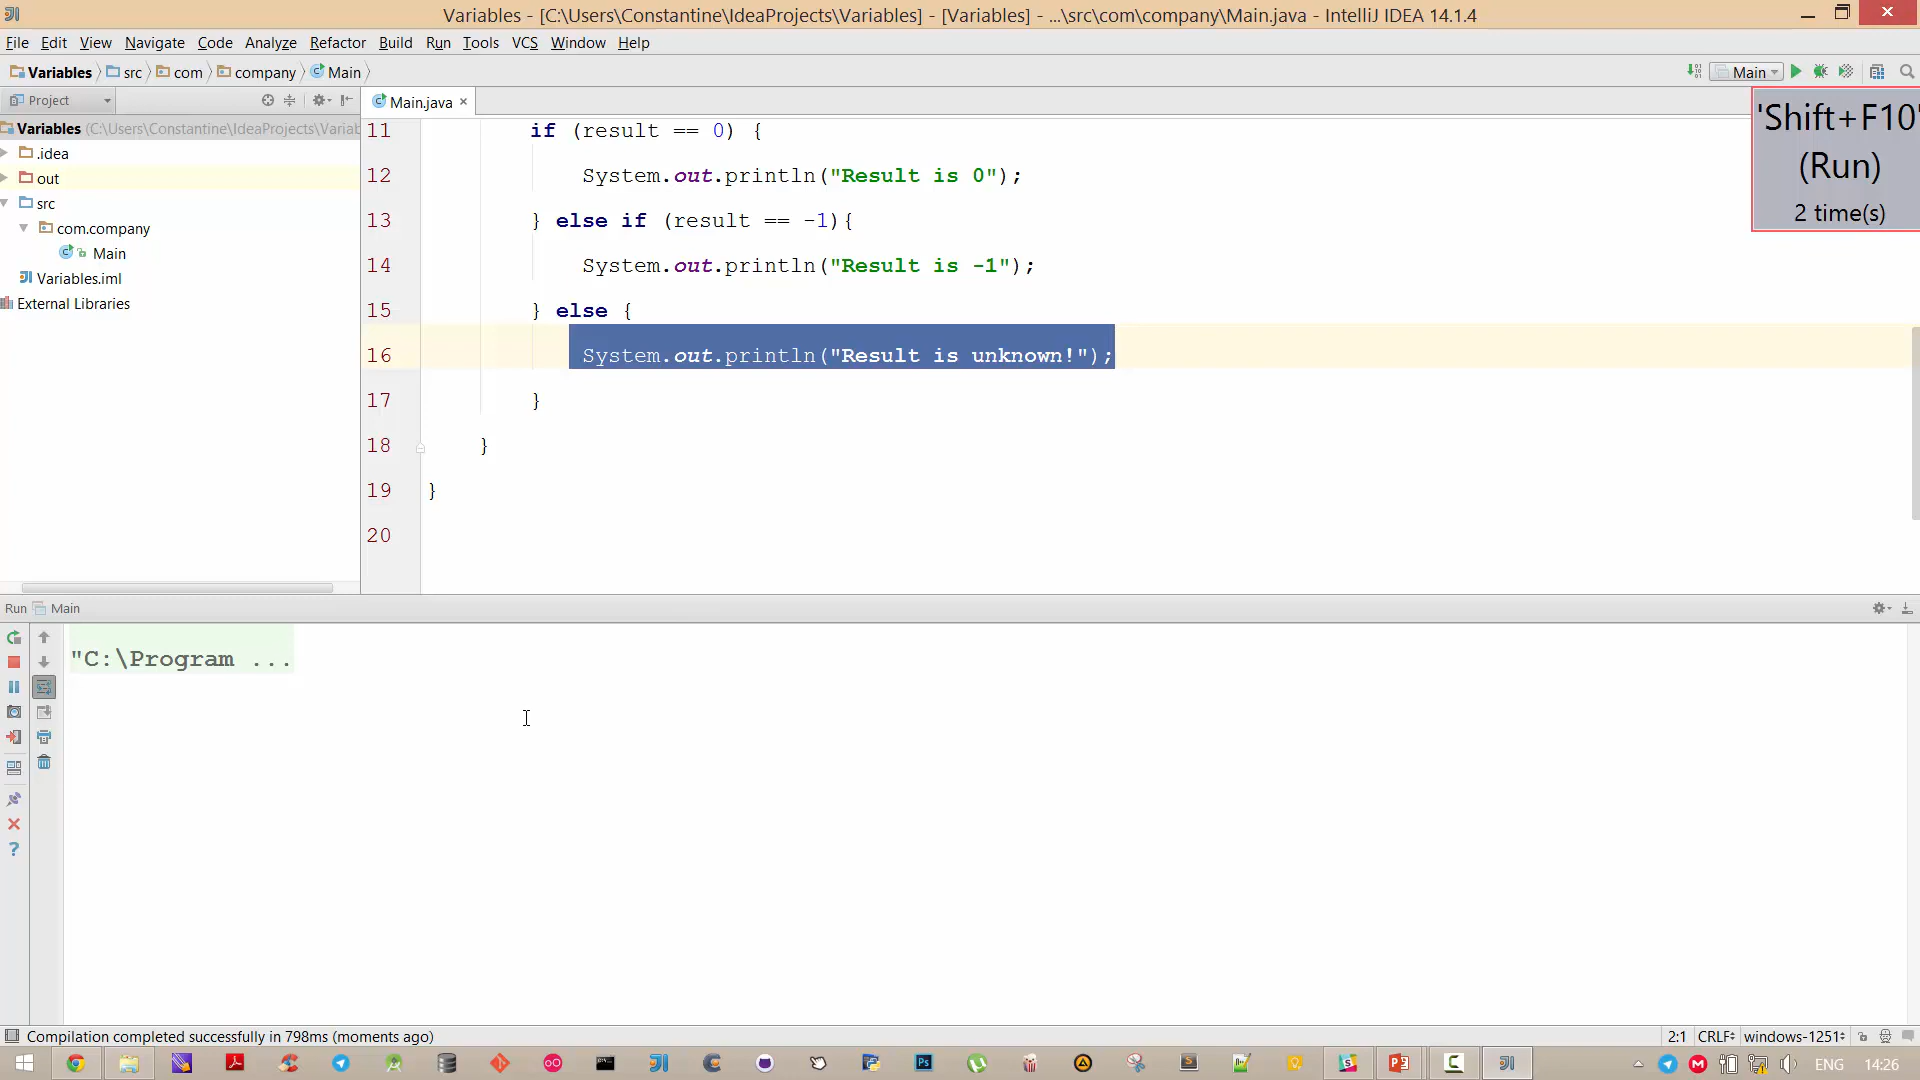 Variables - [C:\Users\Constantine\IdeaProjects\Variables] - [Variables] - ...\src\com\company\Main.java - IntelliJ IDEA 14.1.4
File Edit View Navigate Code Analyze Refactor Build Run Tools VCS Window Help
Variables src com company Main
Main
Project
Main.java
'Shift+F10'
(Run)
2 time(s)
Variables (C:\Users\Constantine\IdeaProjects\Variab
.idea
out
src
com.company
Main
Variables.iml
External Libraries
11 if (result == 0) {
12 System.out.println("Result is 0");
13 } else if (result == -1){
14 System.out.println("Result is -1");
15 } else {
16 System.out.println("Result is unknown!");
17 }
18 }
19 }
20
Run Main
"C:\Program ...
Compilation completed successfully in 798ms (moments ago)
2:1 CRLF windows-1251
ENG 14:26